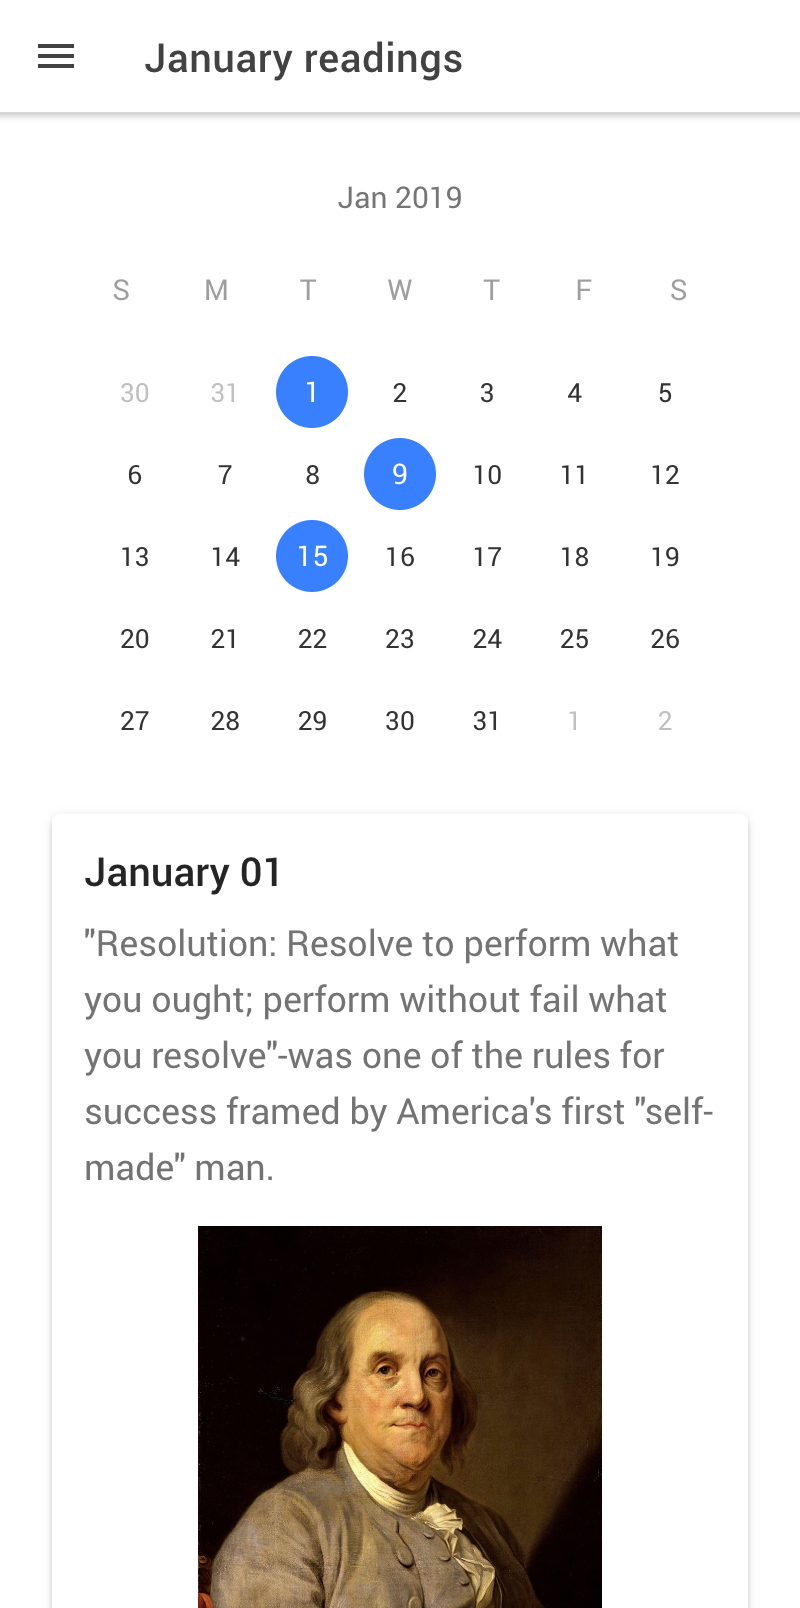 January readings
Jan 2019
S M T W T F S
30 31 1 2 3 4 5
6 7 8 9 10 11 12
13 14 15 16 17 18 19
20 21 22 23 24 25 26
27 28 29 30 31 1 2
January 01
"Resolution: Resolve to perform what
you ought; perform without fail what
you resolve"-was one of the rules for
success framed by America's first "self-
made" man.